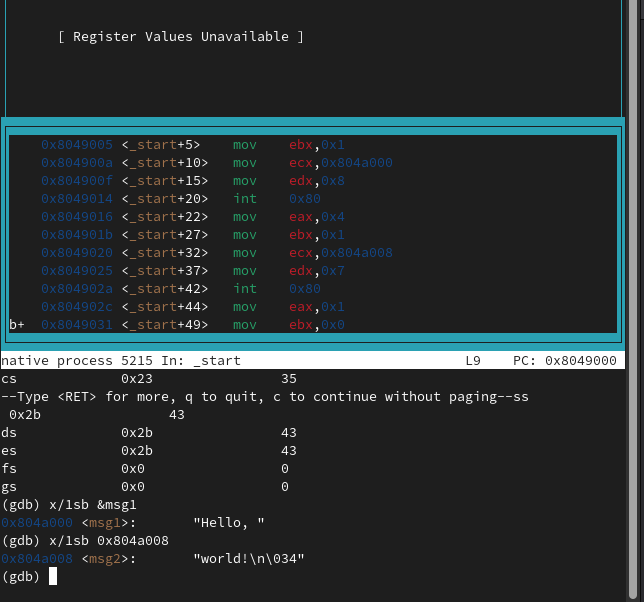 [ Register Values Unavailable ]
0x8049005 <_start+5> mov ebx,0x1
0x804900a <_start+10> mov ecx,0x804a000
0x804900f <_start+15> mov edx,0x8
0x8049014 <_start+20> int 0x80
0x8049016 <_start+22> mov eax,0x4
0x804901b <_start+27> mov ebx,0x1
0x8049020 <_start+32> mov ecx,0x804a008
0x8049025 <_start+37> mov edx,0x7
0x804902a <_start+42> int 0x80
0x804902c <_start+44> mov eax,0x1
b+ 0x8049031 <_start+49> mov ebx,0x0
native process 5215 In: _start L9 PC: 0x8049000
cs 0x23 35
--Type <RET> for more, q to quit, c to continue without paging--ss
0x2b 43
ds 0x2b 43
es 0x2b 43
fs 0x0 0
gs 0x0 0
(gdb) x/1sb &msg1
0x804a000 <msg1>: "Hello, "
(gdb) x/1sb 0x804a008
0x804a008 <msg2>: "world!\n\034"
(gdb)